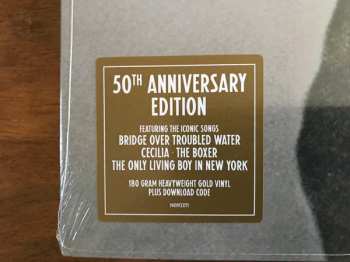 50TH ANNIVERSARY
EDITION
FEATURING THE ICONIC SONGS
BRIDGE OVER TROUBLED WATER
CECILIA · THE BOXER
THE ONLY LIVING BOY IN NEW YORK
180 GRAM HEAVYWEIGHT GOLD VINYL
PLUS DOWNLOAD CODE